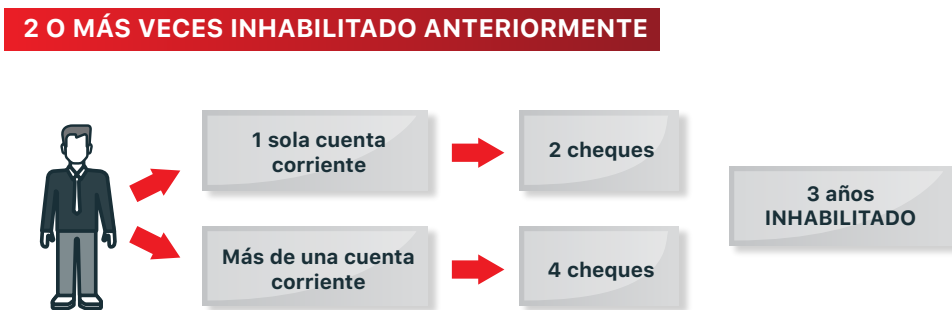 2 O MÁS VECES INHABILITADO ANTERIORMENTE
1 sola cuenta
corriente
2 cheques
3 años
INHABILITADO
Más de una cuenta
corriente
4 cheques